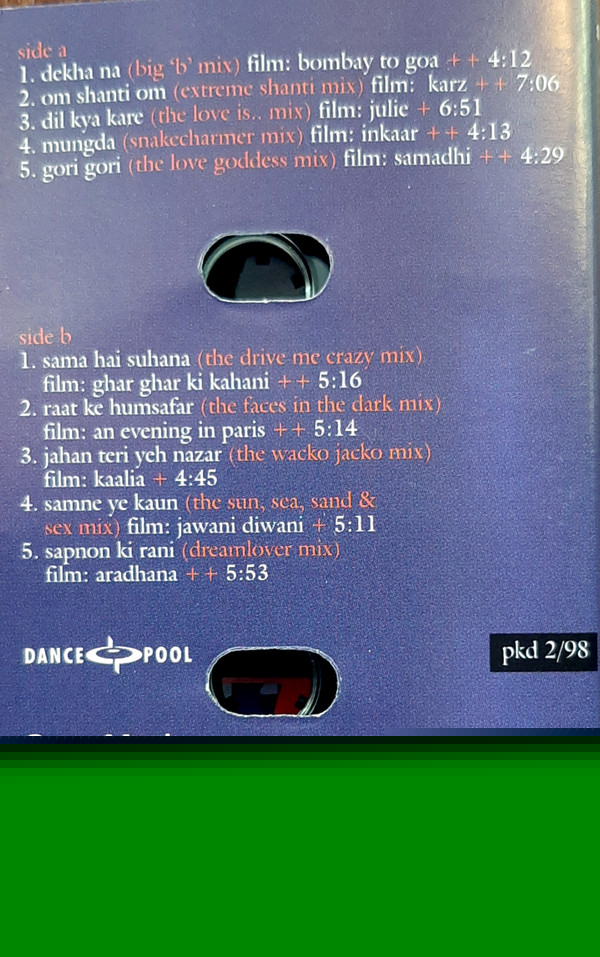 side a
1. dekha na (big 'b' mix) film: bombay to goa ++ 4:12
2. om shanti om (extreme shanti mix) film: karz ++ 7:06
3. dil kya kare (the love is.. mix) film: julie + 6:51
4. mungda (snakecharmer mix) film: inkaar ++ 4:13
5. gori gori (the love goddess mix) film: samadhi ++ 4:29
side b
1. sama hai suhana (the drive me crazy mix)
film: ghar ghar ki kahani ++ 5:16
2. raat ke humsafar (the faces in the dark mix)
film: an evening in paris ++ 5:14
3. jahan teri yeh nazar (the wacko jacko mix)
film: kaalia + 4:45
4. samne ye kaun (the sun, sea, sand &
sex mix) film: jawani diwani + 5:11
5. sapnon ki rani (dreamlover mix)
film: aradhana ++ 5:53
DANCE POOL
pkd 2/98